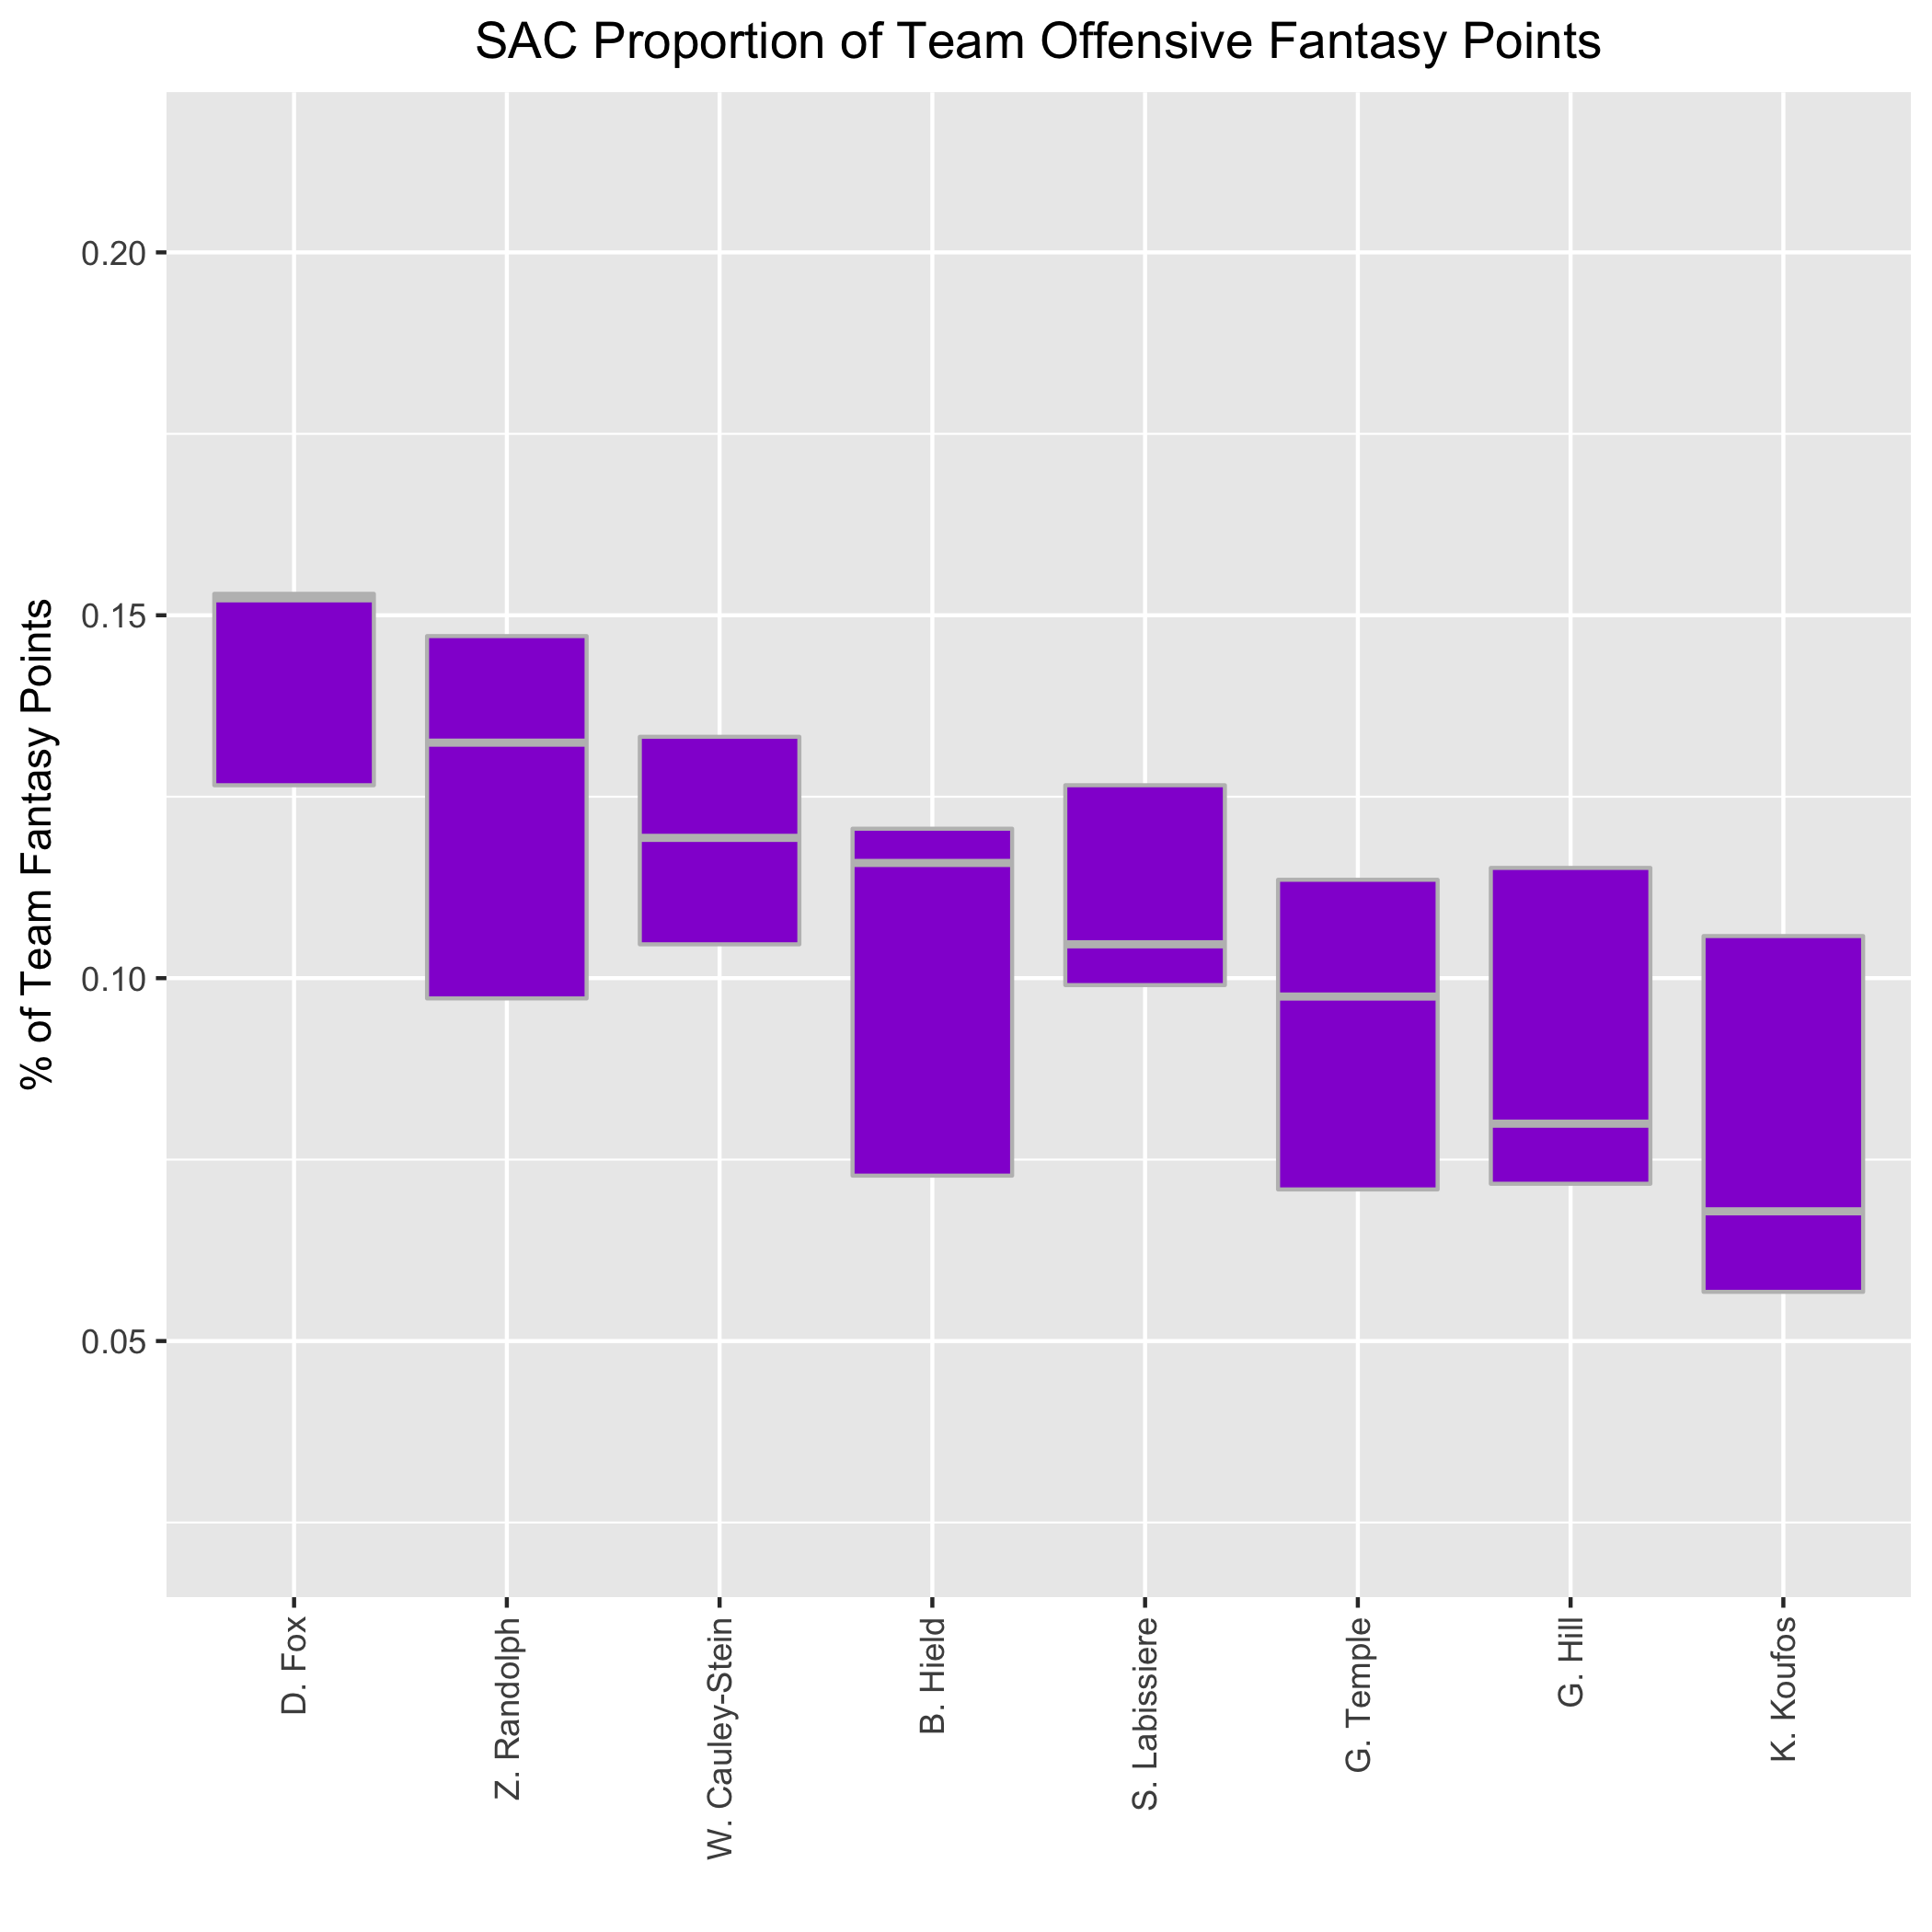 SAC Proportion of Team Offensive Fantasy Points
% of Team Fantasy Points
0.20
0.15
0.10
0.05
D. Fox
Z. Randolph
W. Cauley-Stein
B. Hield
S. Labissiere
G. Temple
G. Hill
K. Koufos